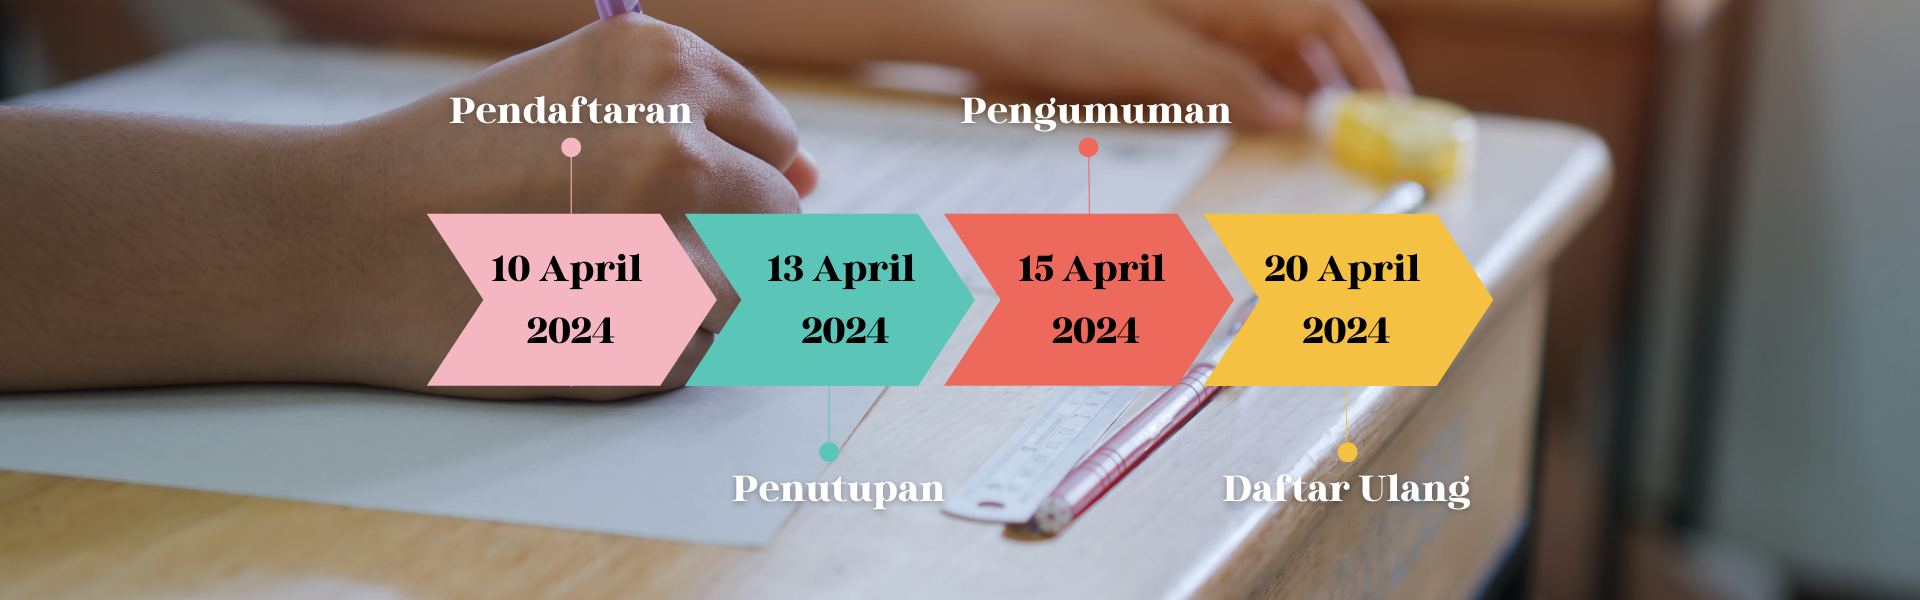 Pendaftaran
10 April
2024
13 April
2024
Penutupan
Pengumuman
15 April
2024
20 April
2024
Daftar Ulang